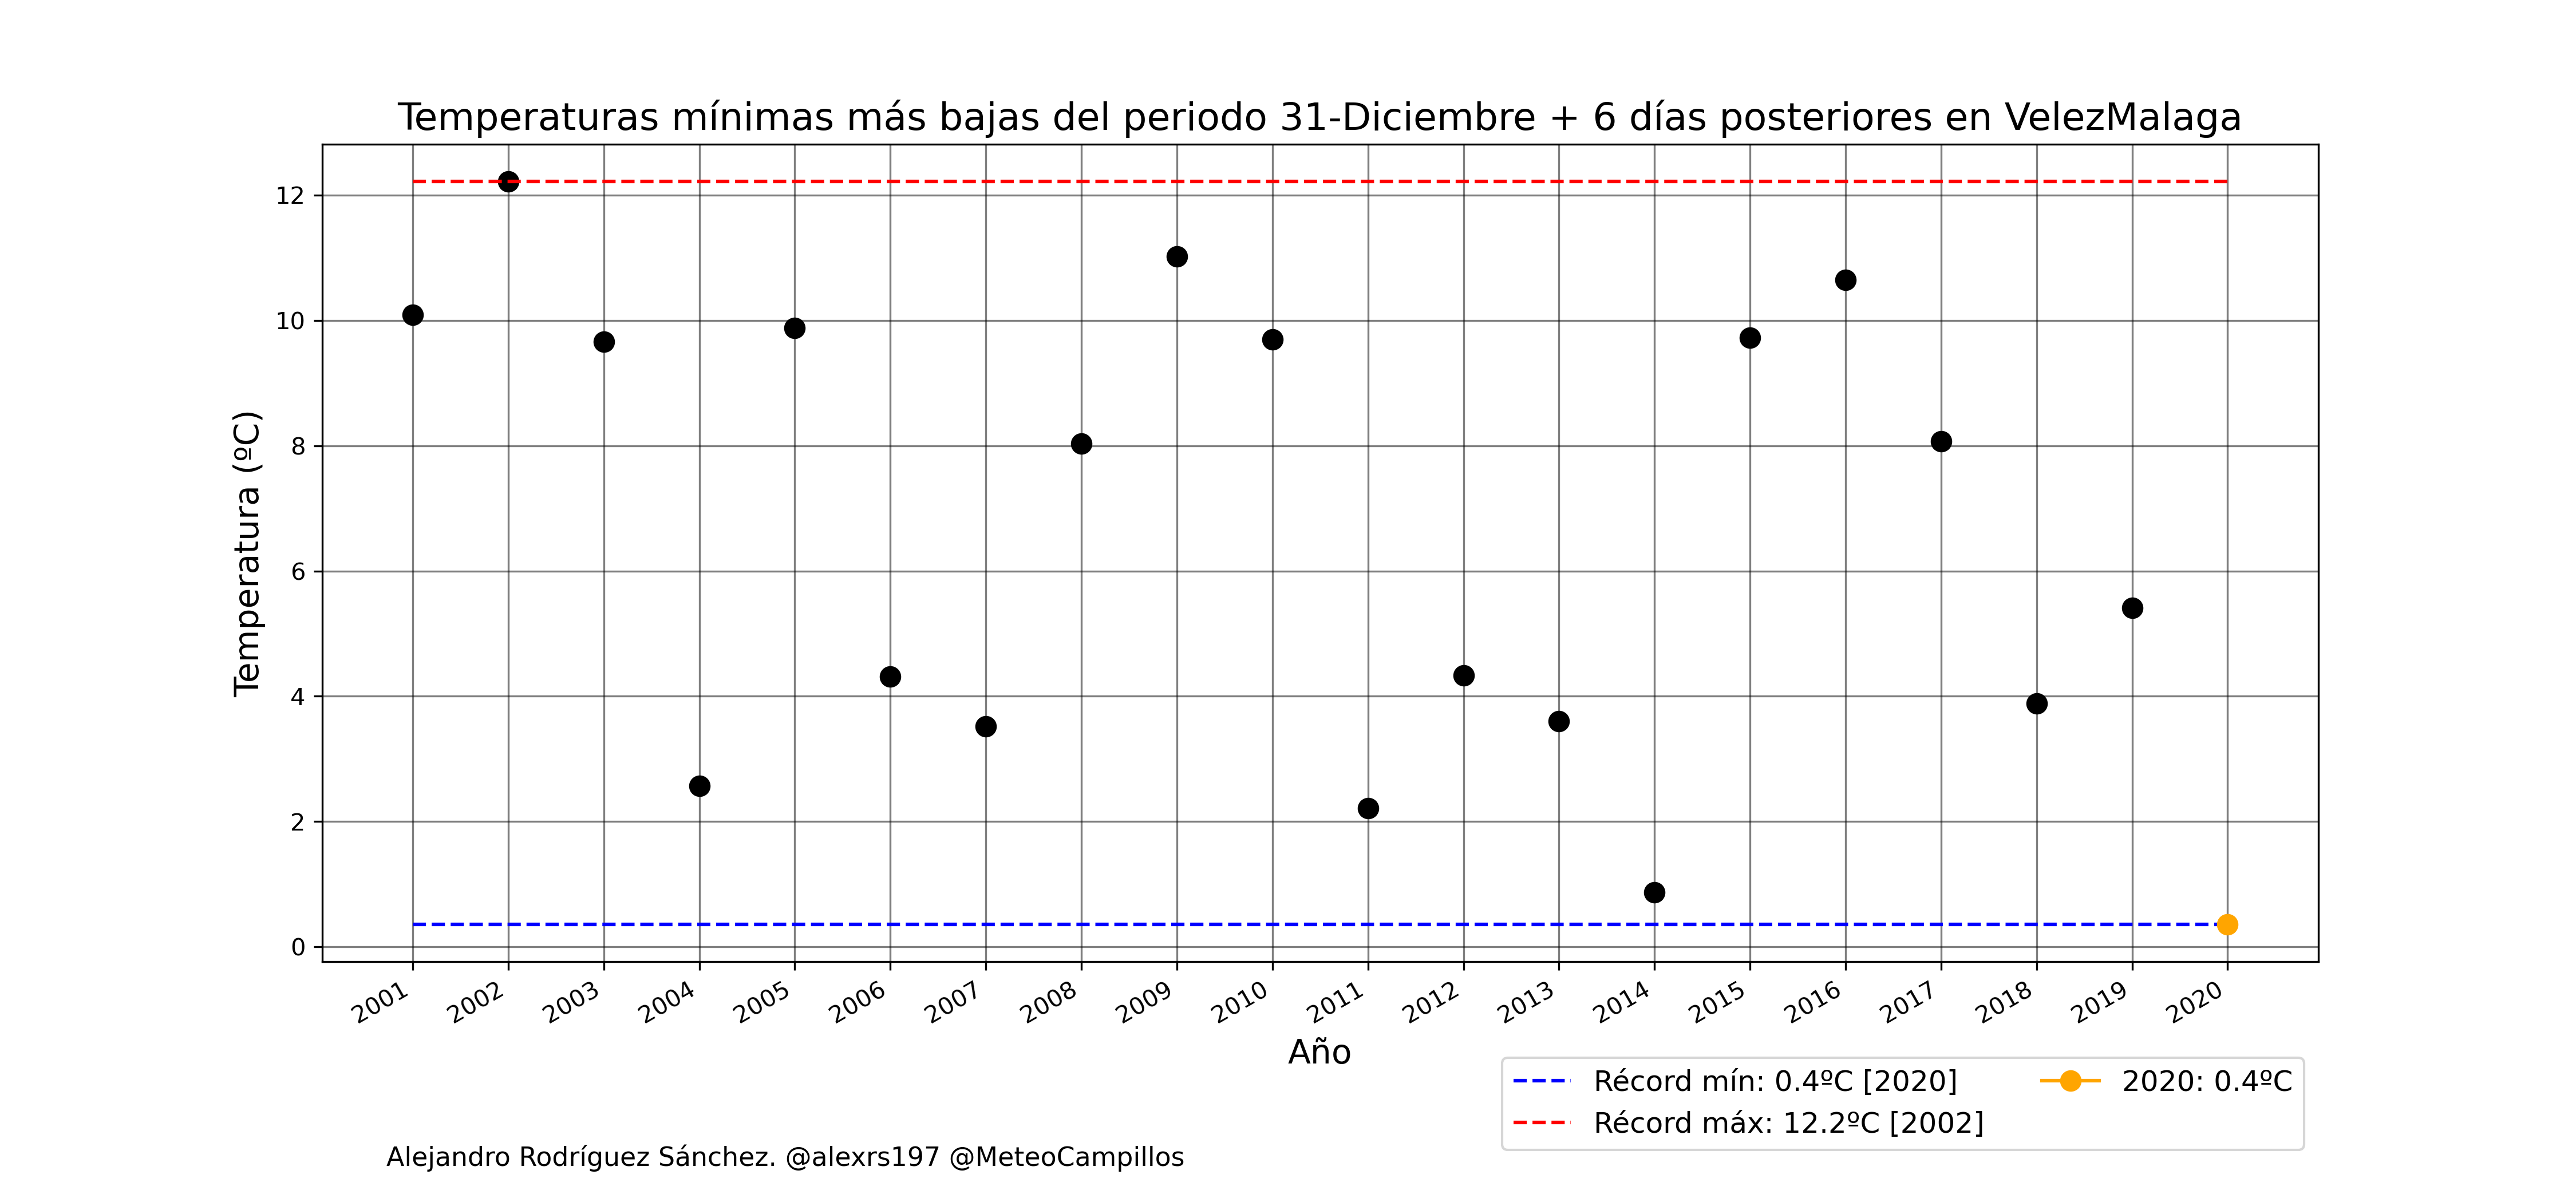 Temperaturas mínimas más bajas del periodo 31-Diciembre + 6 días posteriores en VelezMalaga
Temperatura (ºC)
12
10
8
6
4
2
0
2001 2002 2003 2004 2005 2006 2007 2008 2009 2010 2011 2012 2013 2014 2015 2016 2017 2018 2019 2020
Año
Récord mín: 0.4ºC [2020]
Récord máx: 12.2ºC [2002]
2020: 0.4ºC
Alejandro Rodríguez Sánchez. @alexrs197 @MeteoCampillos